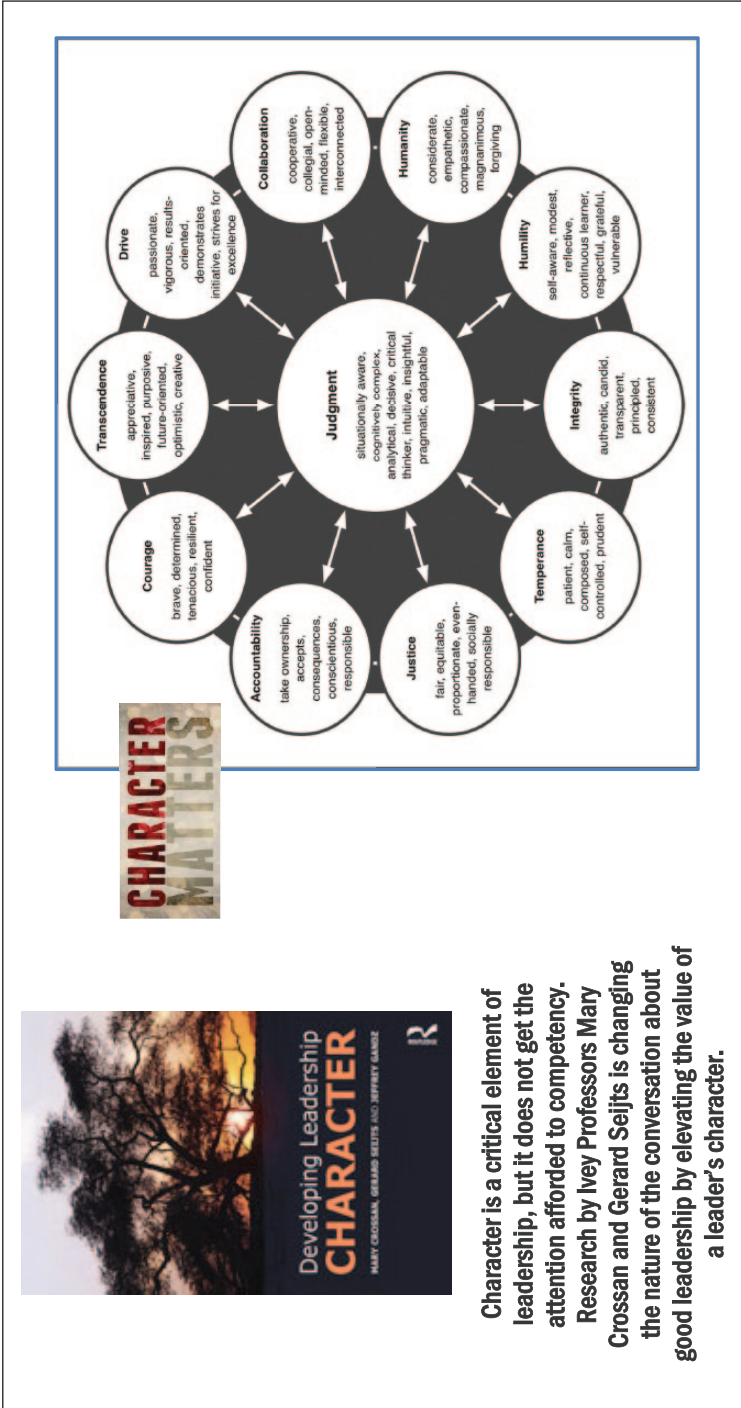 Developing Leadership
CHARACTER
MARY CROSSAN, GERARD SEIJTS AND JEFFREY GANDZ
R
ROUTLEDGE
Character is a critical element of
leadership, but it does not get the
attention afforded to competency.
Research by Ivey Professors Mary
Crossan and Gerard Seijts is changing
the nature of the conversation about
good leadership by elevating the value of
a leader's character.
CHARACTER
MATTERS
Transcendence
appreciative,
inspired, purposive,
future-oriented,
optimistic, creative
Drive
passionate,
vigorous, results-
oriented,
demonstrates
initiative, strives for
excellence
Collaboration
cooperative,
collegial, open-
minded, flexible,
interconnected
Humanity
considerate,
empathetic,
compassionate,
magnanimous,
forgiving
Humility
self-aware, modest,
reflective,
continuous learner,
respectful, grateful,
vulnerable
Integrity
authentic, candid,
transparent,
principled,
consistent
Temperance
patient, calm,
composed, self-
controlled, prudent
Justice
fair, equitable,
proportionate, even-
handed, socially
responsible
Accountability
take ownership,
accepts,
consequences,
conscientious,
responsible
Courage
brave, determined,
tenacious, resilient,
confident
Judgment
situationally aware,
cognitively complex,
analytical, decisive, critical
thinker, intuitive, insightful,
pragmatic, adaptable